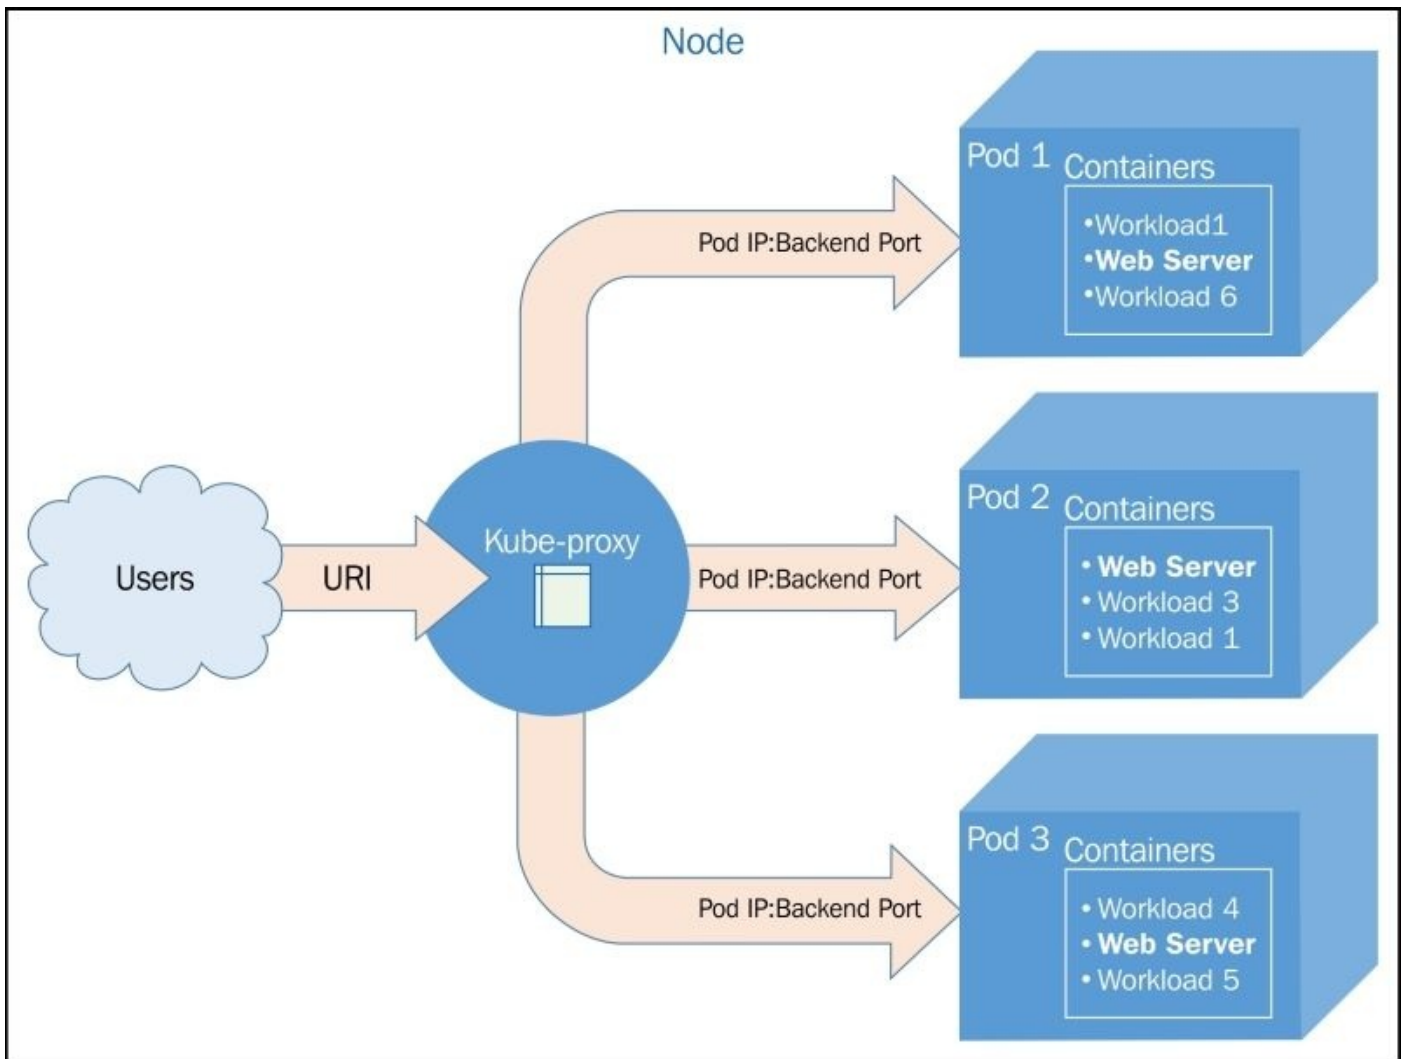 Node
Users
URI
Kube-proxy
Pod IP:Backend Port
Pod 1
Containers
•Workload1
•Web Server
•Workload 6
Pod IP:Backend Port
Pod 2
Containers
• Web Server
• Workload 3
• Workload 1
Pod IP:Backend Port
Pod 3
Containers
• Workload 4
• Web Server
• Workload 5